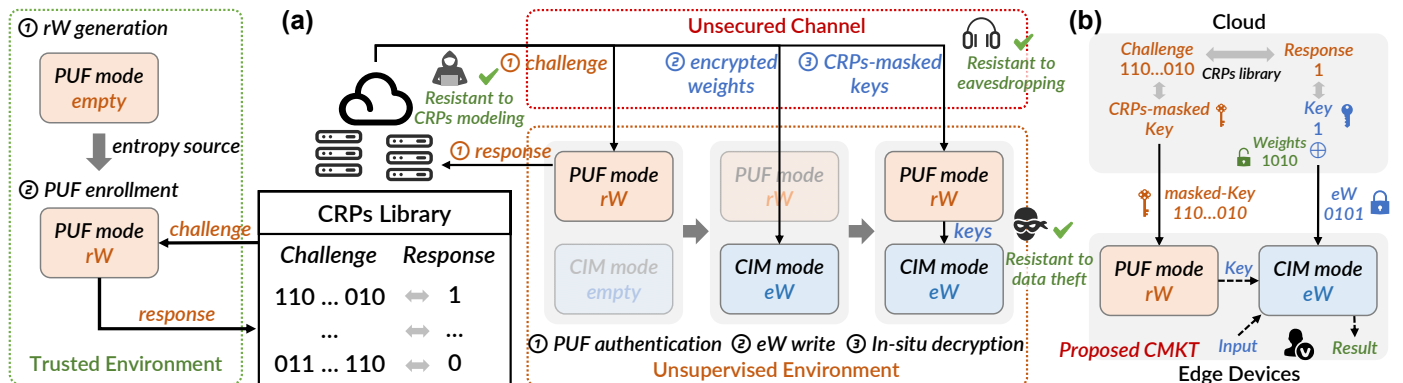 (a)
① rW generation
PUF mode
empty
entropy source
② PUF enrollment
PUF mode
rW
challenge
response
Trusted Environment
CRPs Library
Challenge Response
110 ... 010 1
... ...
011 ... 110 0
Resistant to
CRPs modeling
Unsecured Channel
① challenge
② encrypted
weights
③ CRPs-masked
keys
Resistant to
eavesdropping
① response
PUF mode
rW
CIM mode
empty
PUF mode
rW
CIM mode
eW
PUF mode
rW
keys
CIM mode
eW
Resistant to
data theft
① PUF authentication ② eW write ③ In-situ decryption
Unsupervised Environment
(b)
Cloud
Challenge
110...010
CRPs library
Response
1
CRPs-masked
Key
Key
1
Weights
1010
masked-Key
110...010
eW
0101
PUF mode
rW
Key
CIM mode
eW
Proposed CMKT
Input
V
Result
Edge Devices